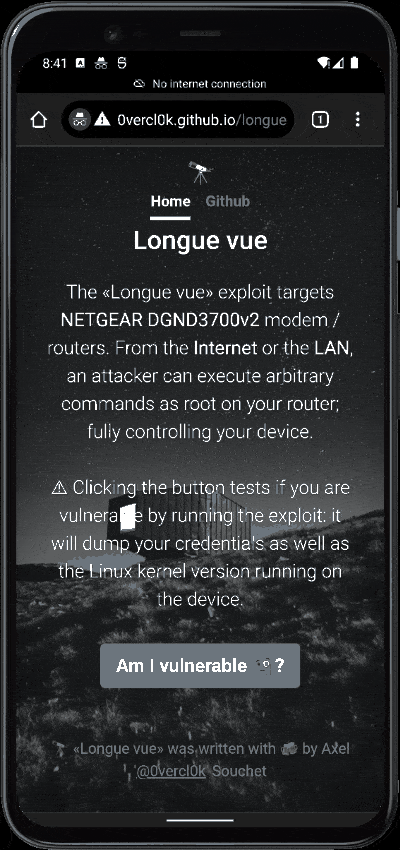 8:41
No internet connection
0vercl0k.github.io/longue
1
Home Github
Longue vue
The «Longue vue» exploit targets
NETGEAR DGND3700v2 modem /
routers. From the Internet or the LAN,
an attacker can execute arbitrary
commands as root on your router;
fully controlling your device.
⚠ Clicking the button tests if you are
by running the exploit: it
will dump your credentials as well as
the Linux kernel version running on
the device.
Am I vulnerable ?
«Longue vue» was written with by Axel
@0vercl0k Souchet